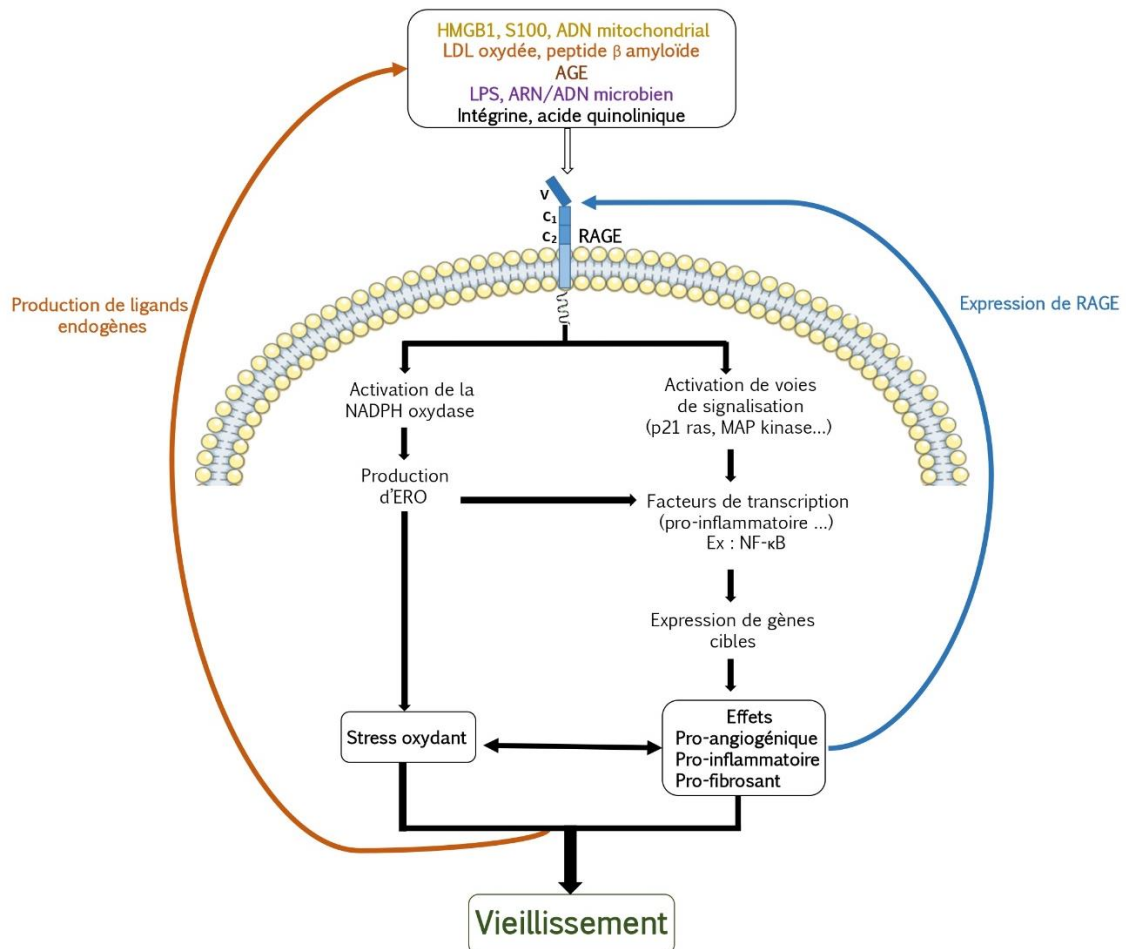 HMGB1, S100, ADN mitochondrial
LDL oxydée, peptide β amyloïde
AGE
LPS, ARN/ADN microbien
Intégrine, acide quinolinique
V
C₁
C₂
RAGE
Production de ligands
endogènes
Expression de RAGE
Activation de la
NADPH oxydase
Activation de voies
de signalisation
(p21 ras, MAP kinase...)
Production
d'ERO
Facteurs de transcription
(pro-inflammatoire ...)
Ex : NF-κB
Expression de gènes
cibles
Stress oxydant
Effets
Pro-angiogénique
Pro-inflammatoire
Pro-fibrosant
Vieillissement